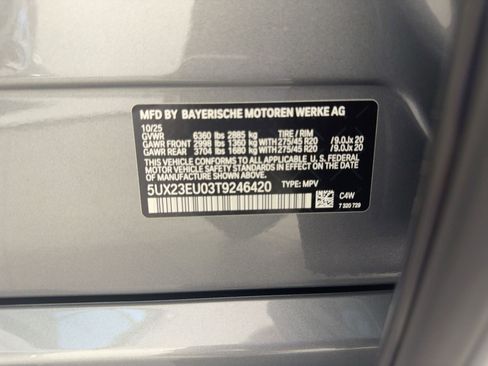 MFD BY BAYERISCHE MOTOREN WERKE AG
10/25
GVWR 6360 lbs 2885 kg TIRE / RIM
GAWR FRONT 2998 lbs 1360 kg WITH 275/45 R20 /9.0Jx 20
GAWR REAR 3704 lbs 1680 kg WITH 275/45 R20 /9.0Jx 20
THIS VEHICLE CONFORMS TO ALL APPLICABLE FEDERAL
MOTOR VEHICLE SAFETY STANDARDS IN EFFECT ON THE
DATE OF MANUFACTURE SHOWN ABOVE.
5UX23EU03T9246420 TYPE: MPV
C4W
7 320 729